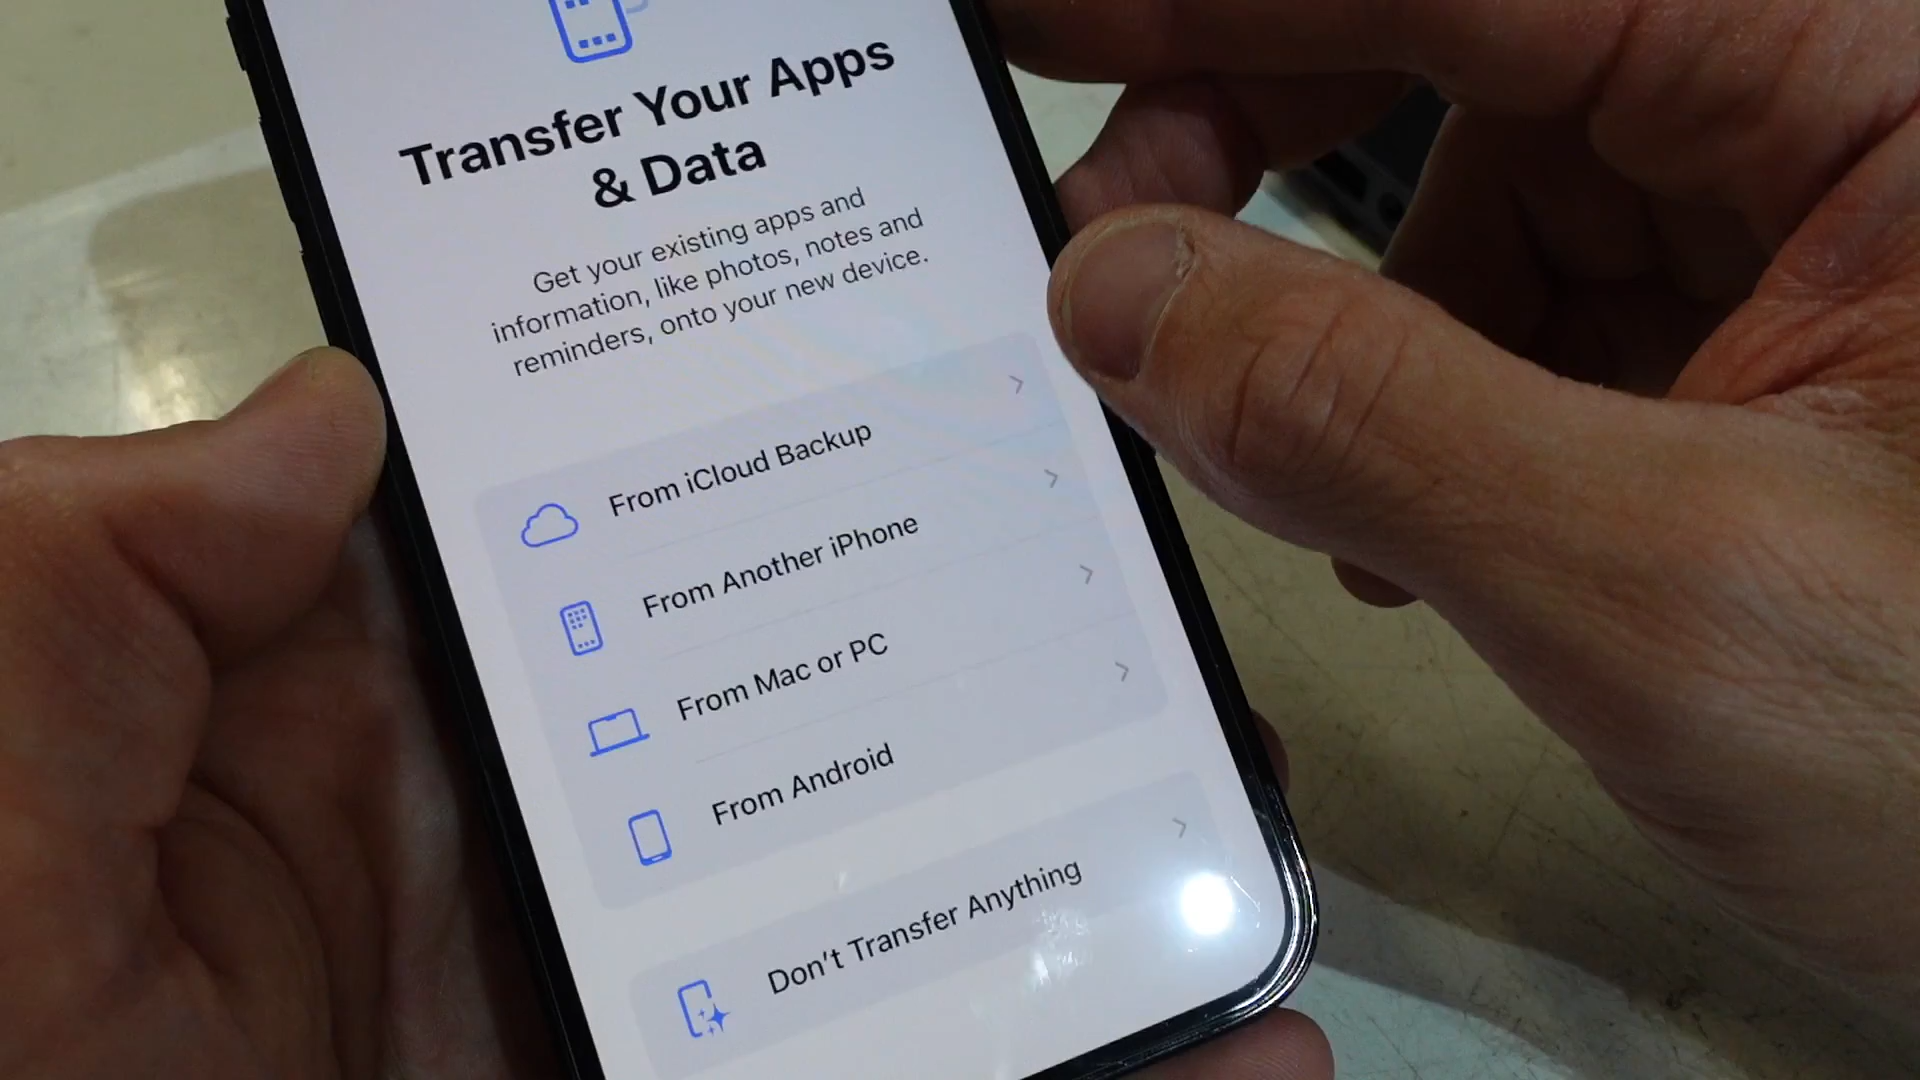 Transfer Your Apps
& Data
Get your existing apps and
information, like photos, notes and
reminders, onto your new device.
From iCloud Backup
From Another iPhone
From Mac or PC
From Android
Don't Transfer Anything